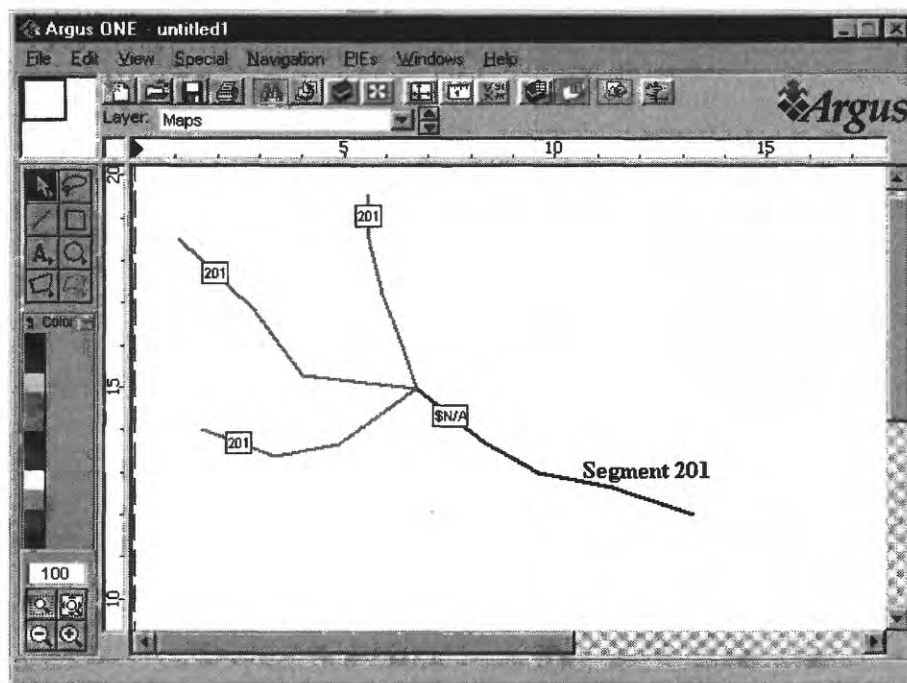 Argus ONE - untitled1
File Edit View Special Navigation PIEs Windows Help
Layer: Maps
Argus
5 10 15
20
201
201
15
$N/A
201
Segment 201
Color
100
10